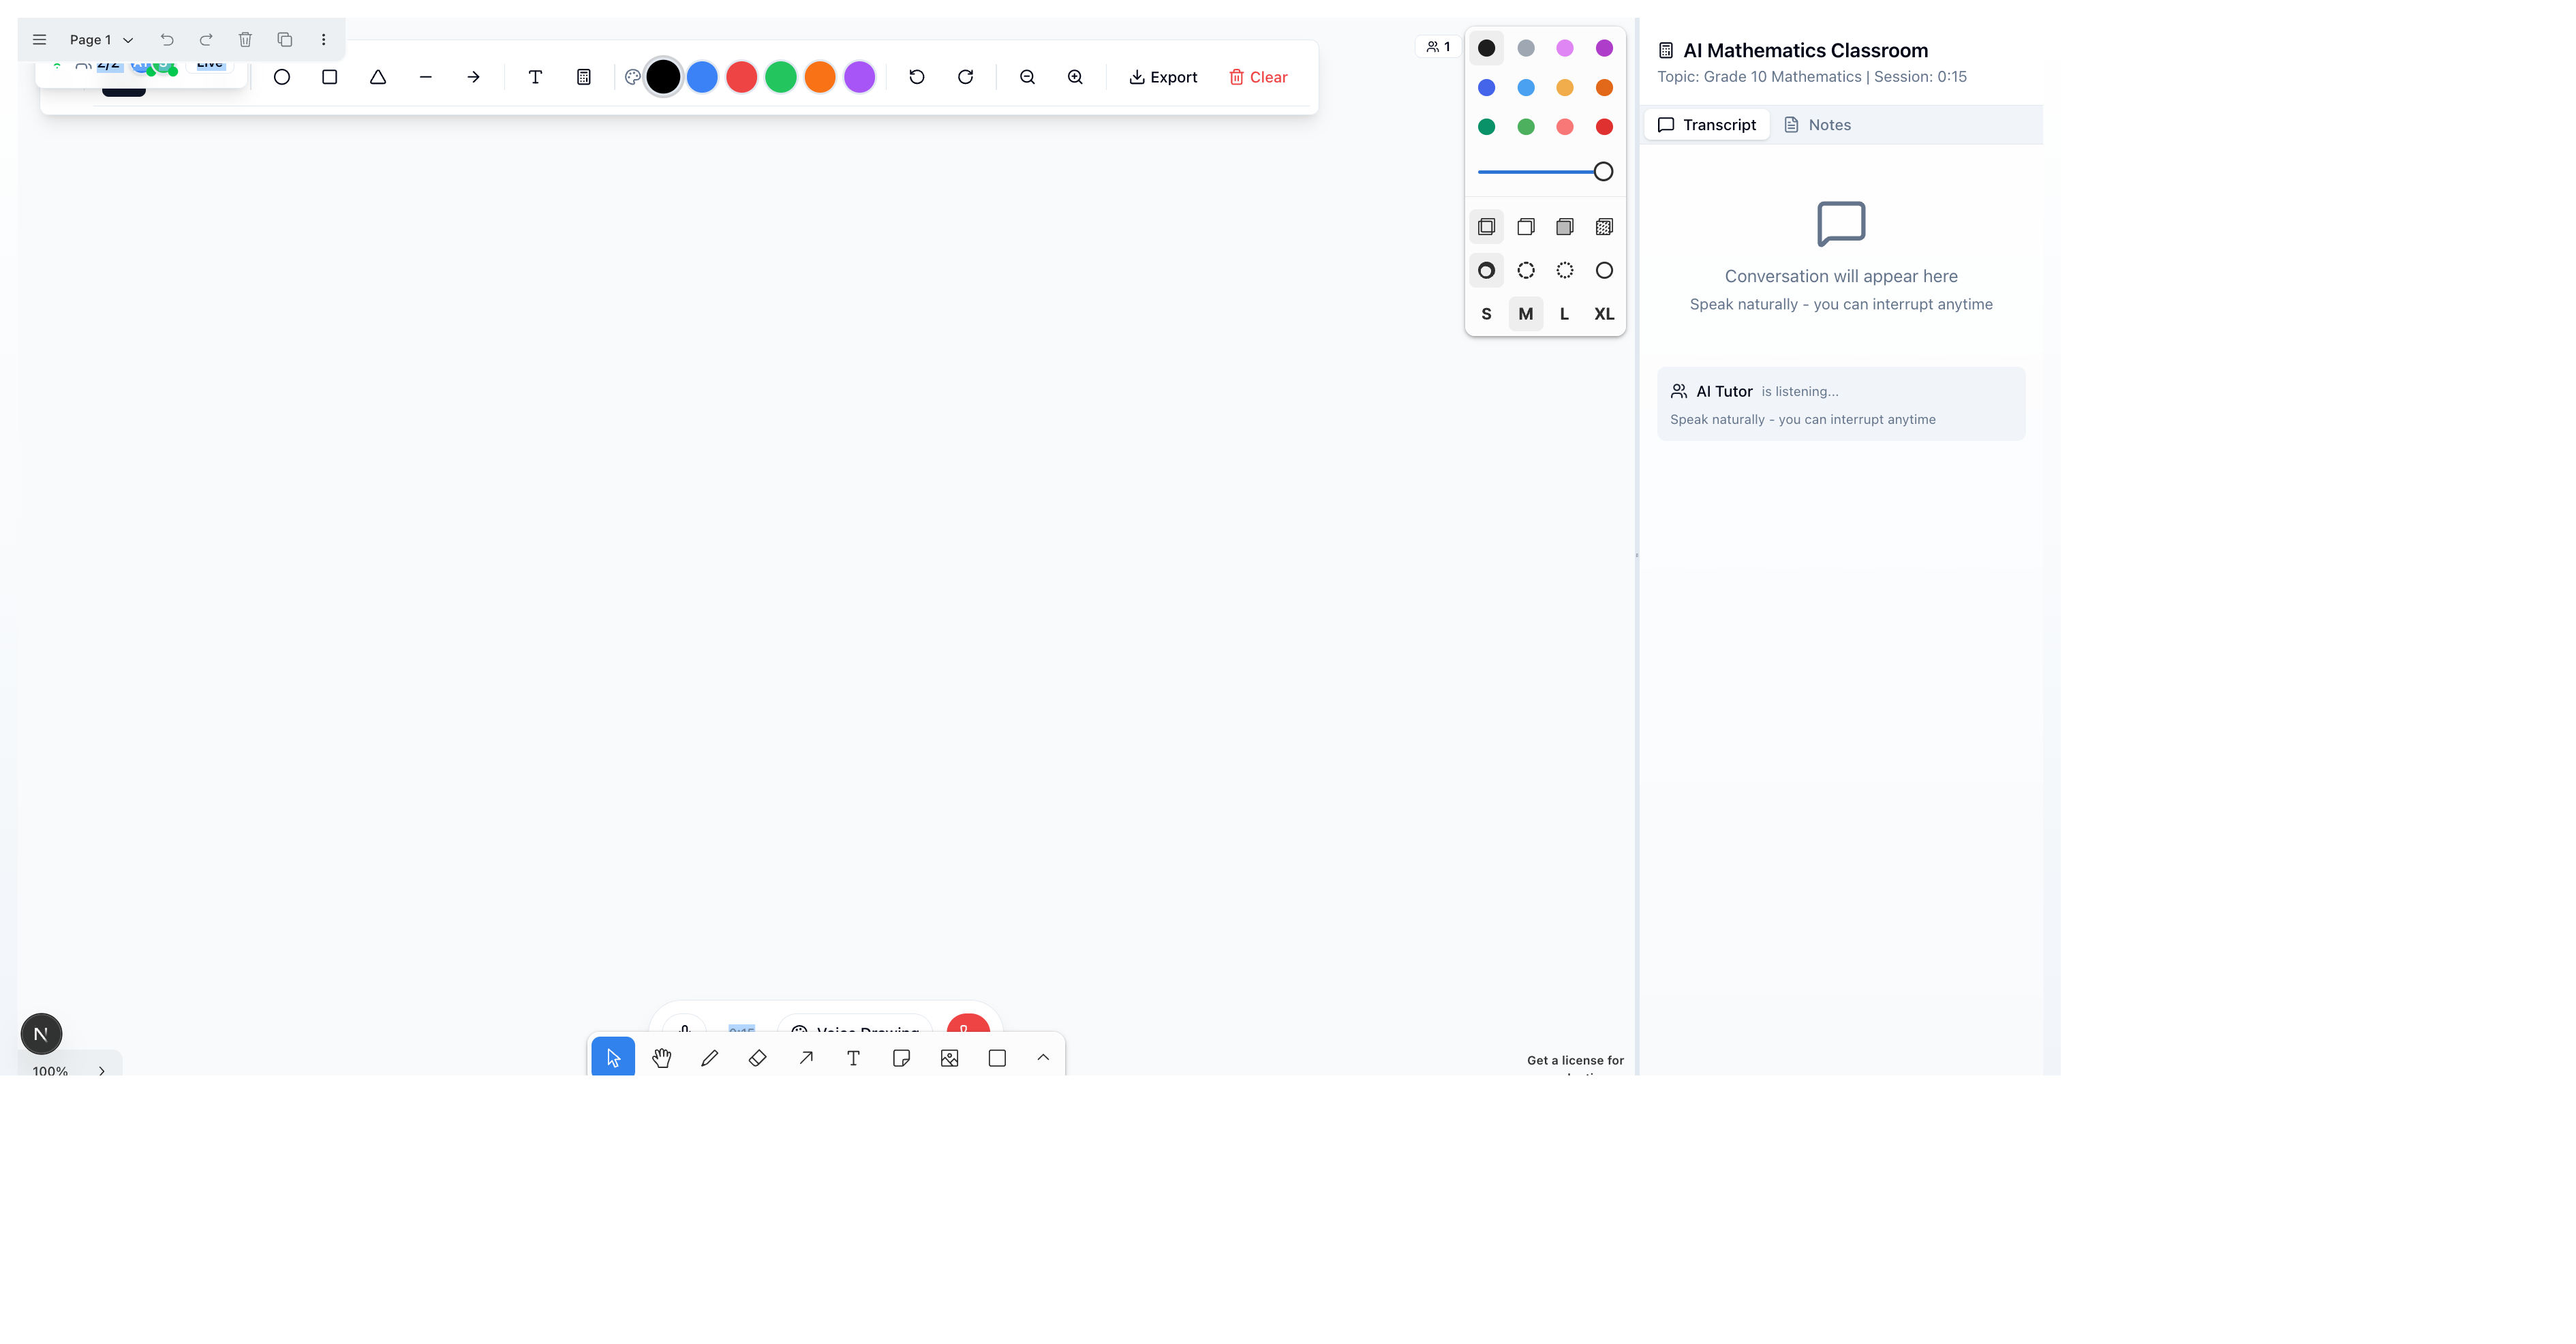 Page 1
2/2
Live
Export
Clear
1
S M L XL
AI Mathematics Classroom
Topic: Grade 10 Mathematics | Session: 0:15
Transcript
Notes
Conversation will appear here
Speak naturally - you can interrupt anytime
AI Tutor is listening...
Speak naturally - you can interrupt anytime
0:15
Voice Drawing
N
100%
Get a license for